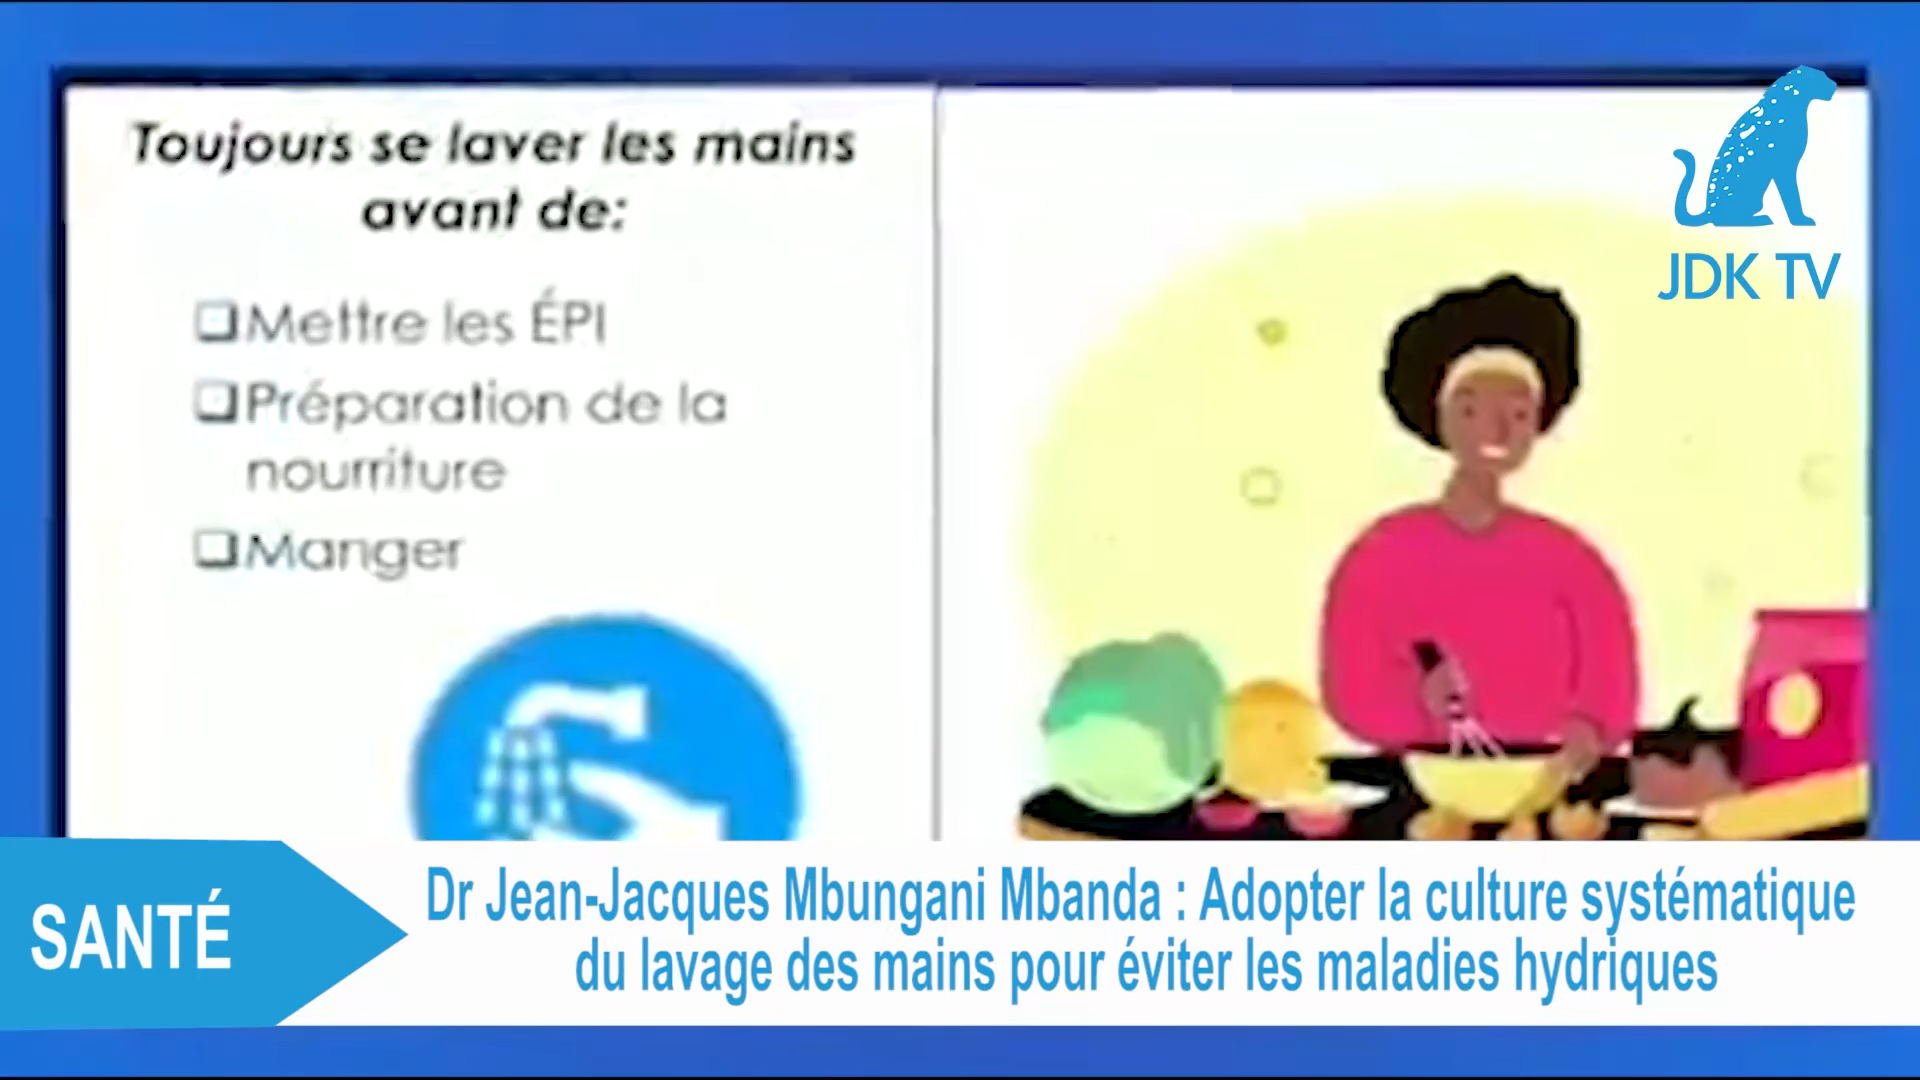 Toujours se laver les mains
avant de:
❑Mettre les ÉPI
❑Préparation de la
nourriture
❑Manger
JDK TV
SANTÉ
Dr Jean-Jacques Mbungani Mbanda : Adopter la culture systématique
du lavage des mains pour éviter les maladies hydriques